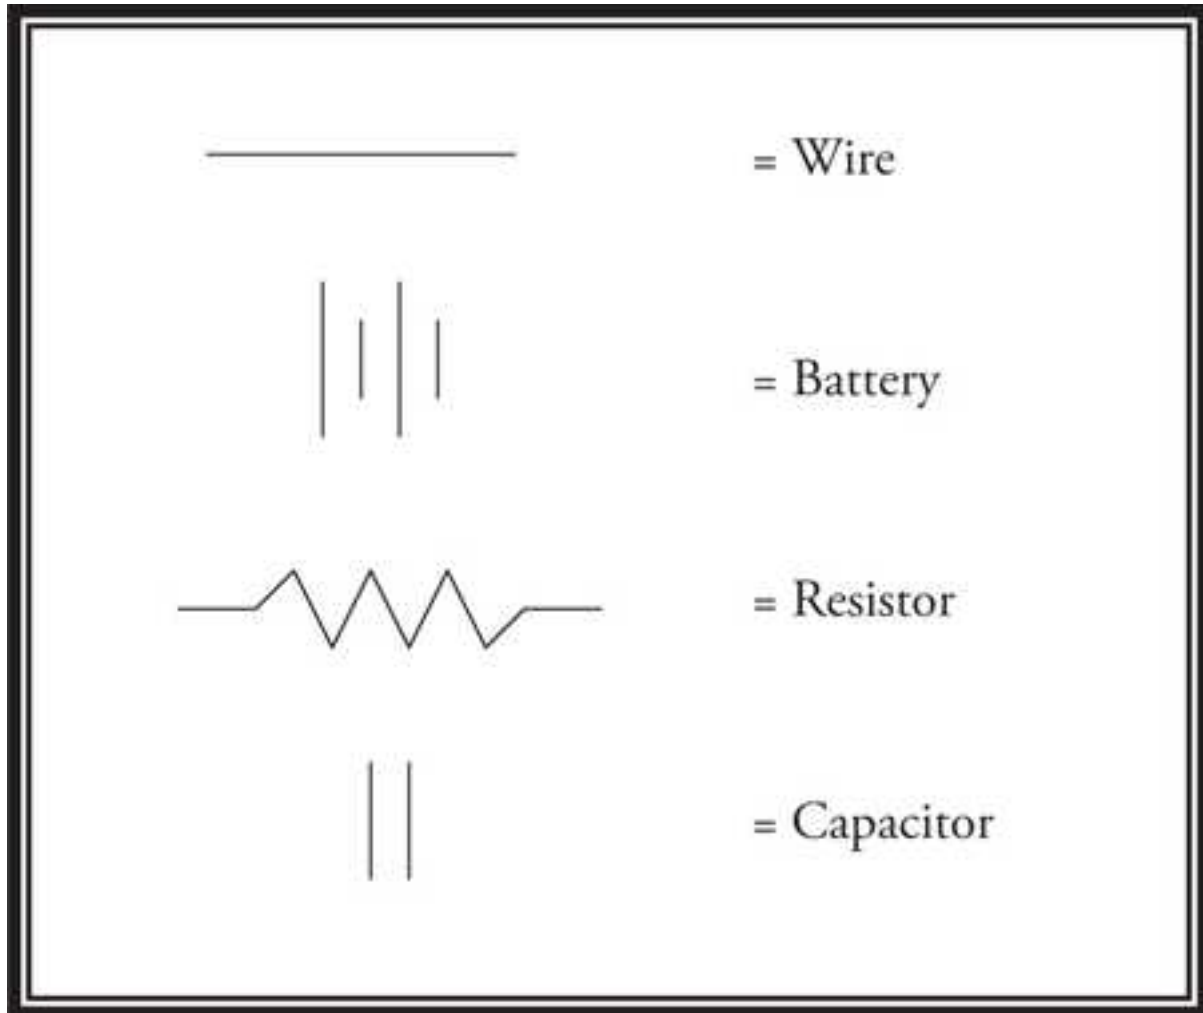 = Wire
= Battery
= Resistor
= Capacitor